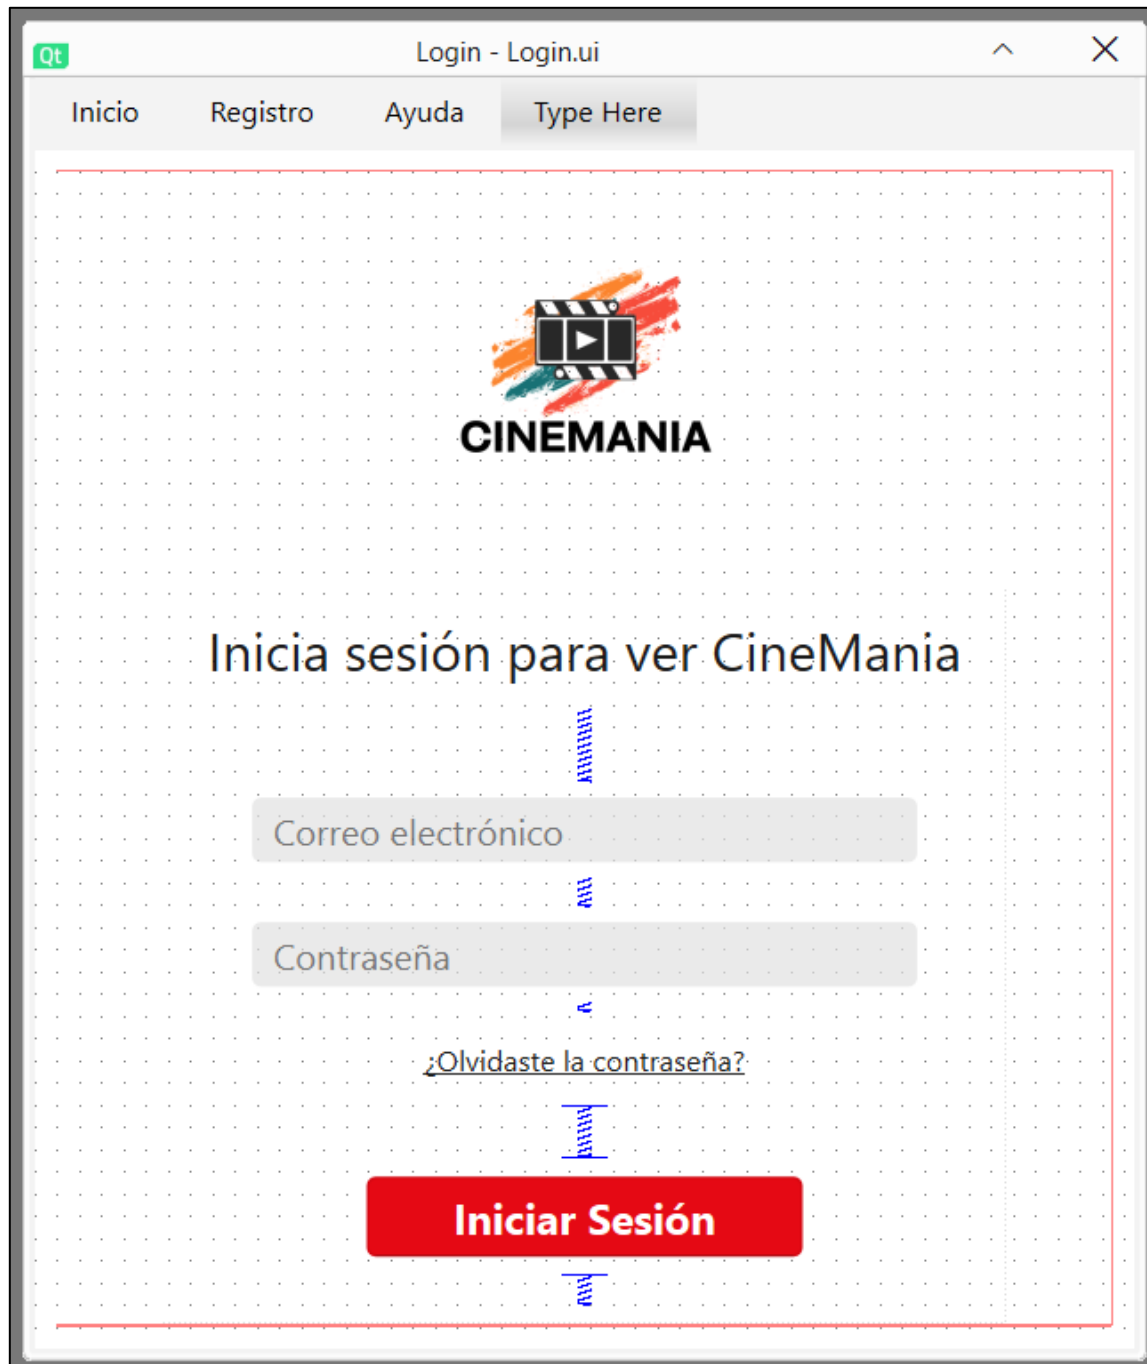 Qt Login - Login.ui
Inicio Registro Ayuda Type Here
CINEMANIA
Inicia sesión para ver CineMania
Correo electrónico
Contraseña
¿Olvidaste la contraseña?
Iniciar Sesión